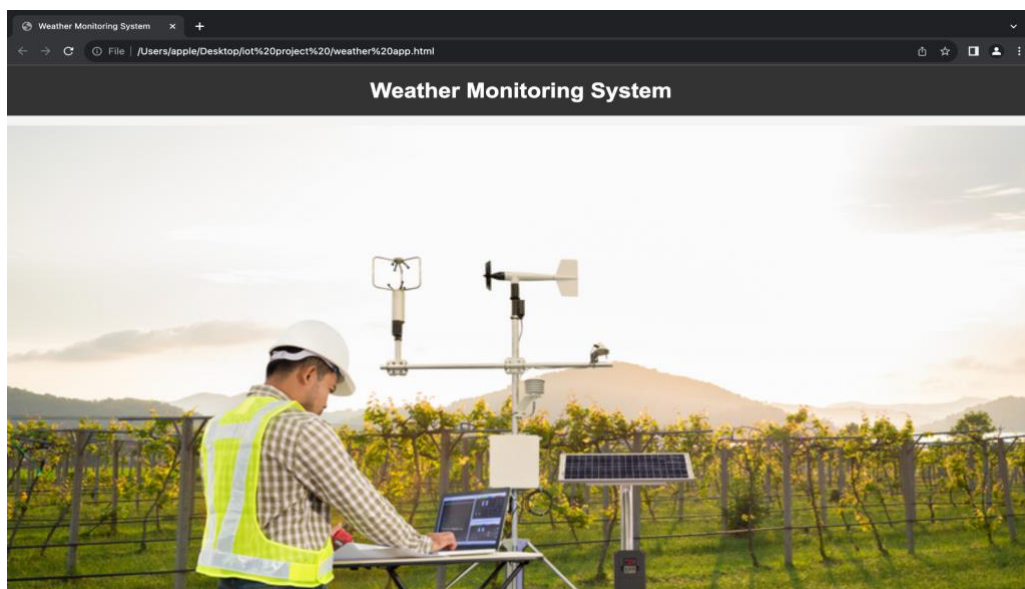 Weather Monitoring System
File | /Users/apple/Desktop/iot%20project%20/weather%20app.html
Weather Monitoring System